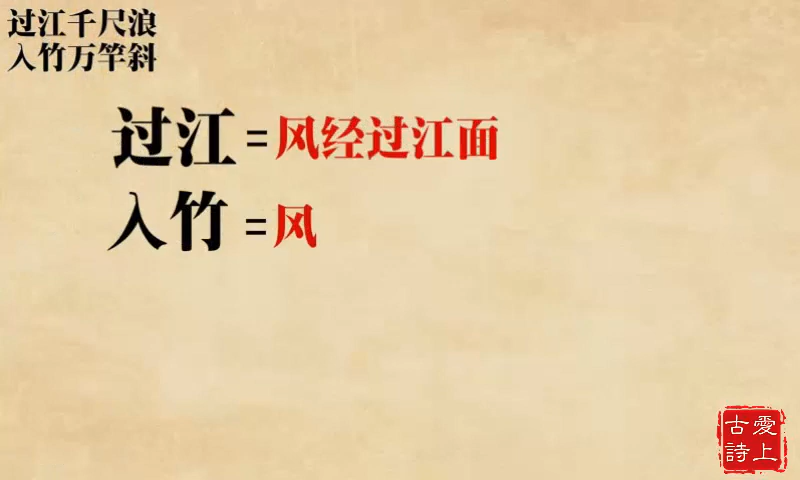 过江千尺浪
入竹万竿斜
过江=风经过江面
入竹=风
爱上
古詩